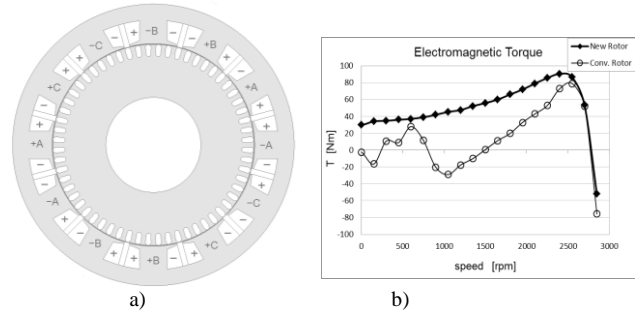 −B
−C
+B
+C
+A
+A
−A
−A
−C
−B
+C
+B
a)
Electromagnetic Torque
New Rotor
Conv. Rotor
T [Nm]
100
80
60
40
20
0
-20
-40
-60
-80
-100
0 500 1000 1500 2000 2500 3000
speed [rpm]
b)